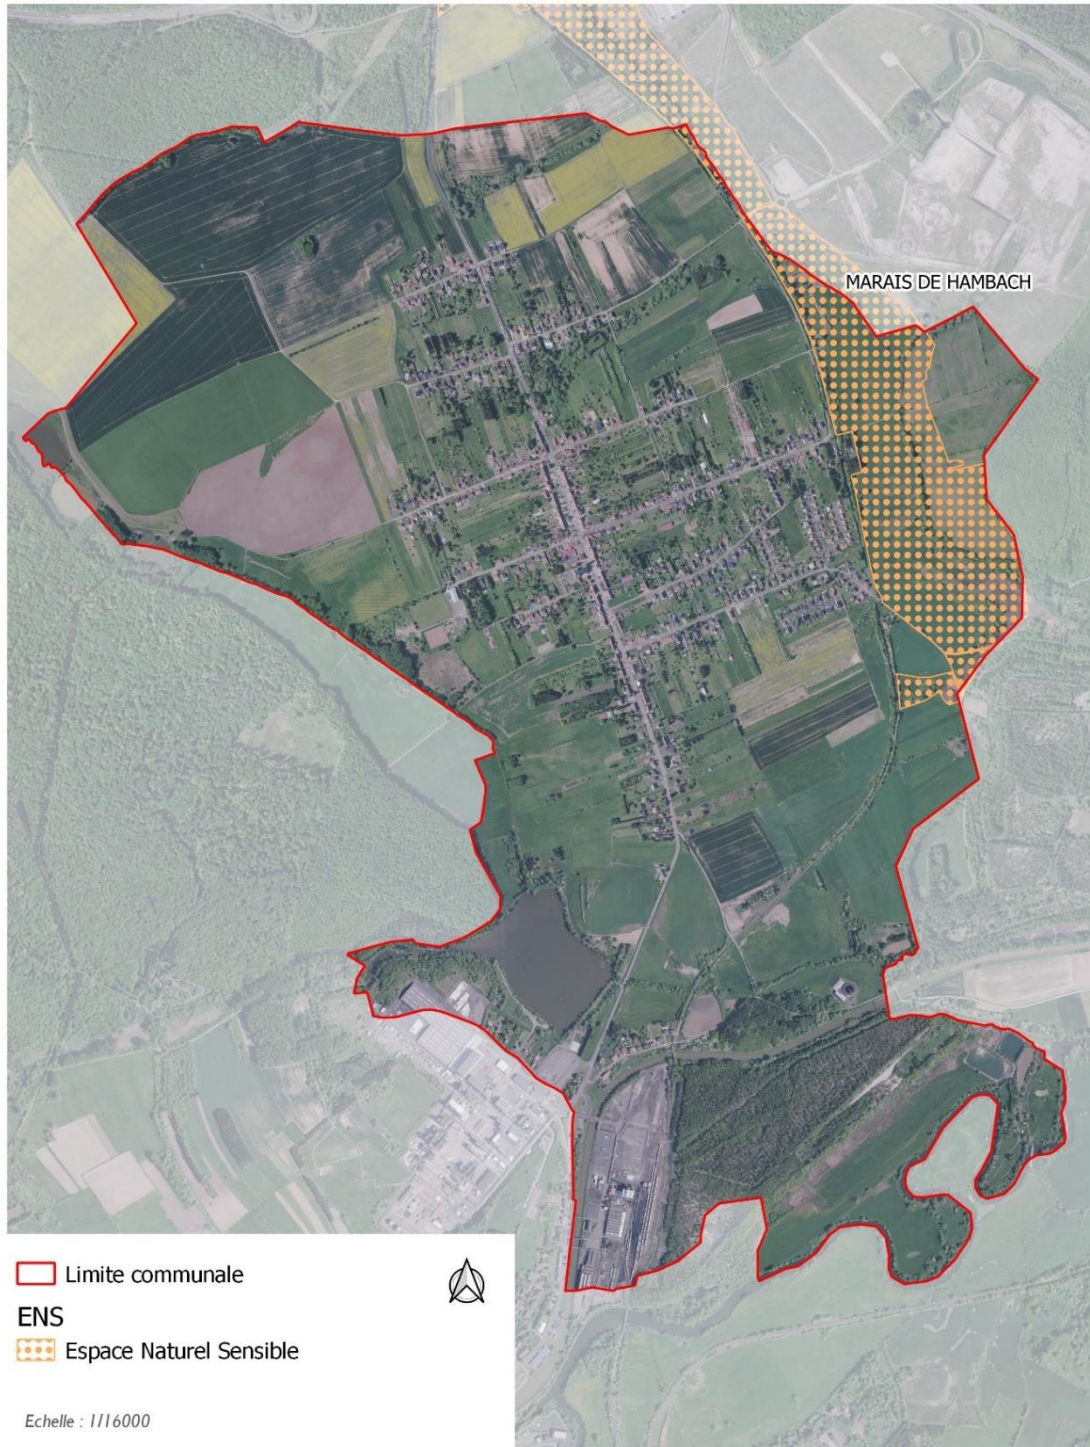 MARAIS DE HAMBACH
Limite communale
ENS
Espace Naturel Sensible
Echelle : 1/16000